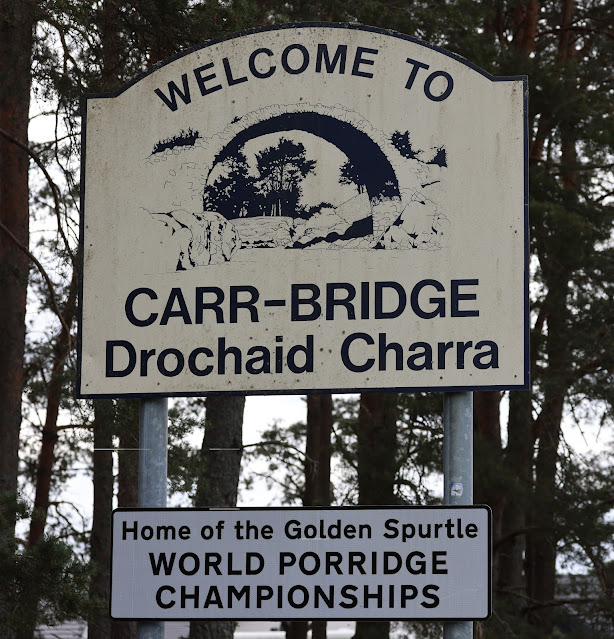 WELCOME TO
CARR-BRIDGE
Drochaid Charra
Home of the Golden Spurtle
WORLD PORRIDGE
CHAMPIONSHIPS